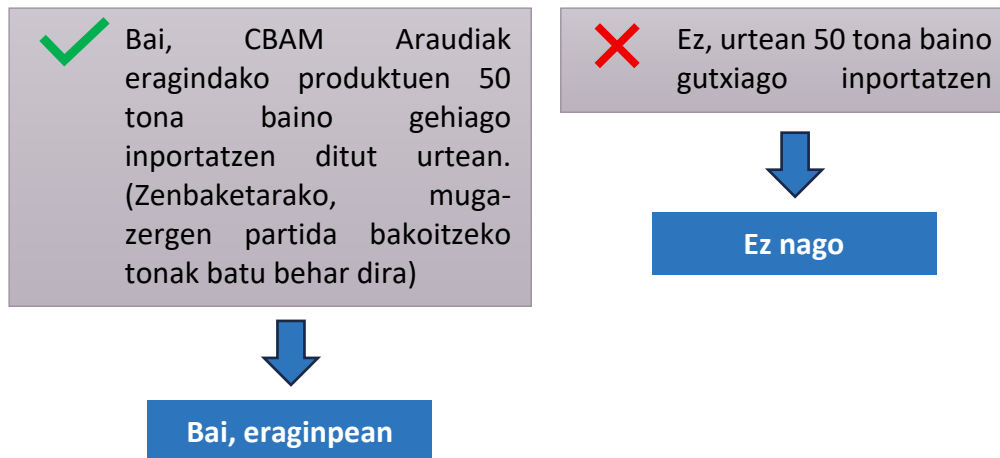 Bai, CBAM Araudiak
eragindako produktuen 50
tona baino gehiago
inportatzen ditut urtean.
(Zenbaketarako, muga-
zergen partida bakoitzeko
tonak batu behar dira)
Bai, eraginpean
Ez, urtean 50 tona baino
gutxiago inportatzen
Ez nago